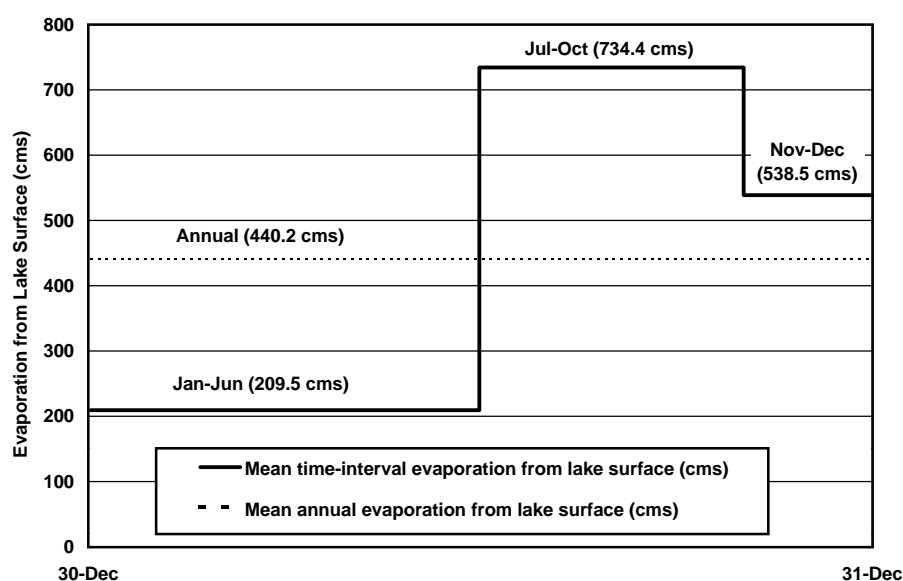 Evaporation from Lake Surface (cms)
800
700
600
500
400
300
200
100
0
Jul-Oct (734.4 cms)
Nov-Dec
(538.5 cms)
Annual (440.2 cms)
Jan-Jun (209.5 cms)
Mean time-interval evaporation from lake surface (cms)
Mean annual evaporation from lake surface (cms)
30-Dec
31-Dec